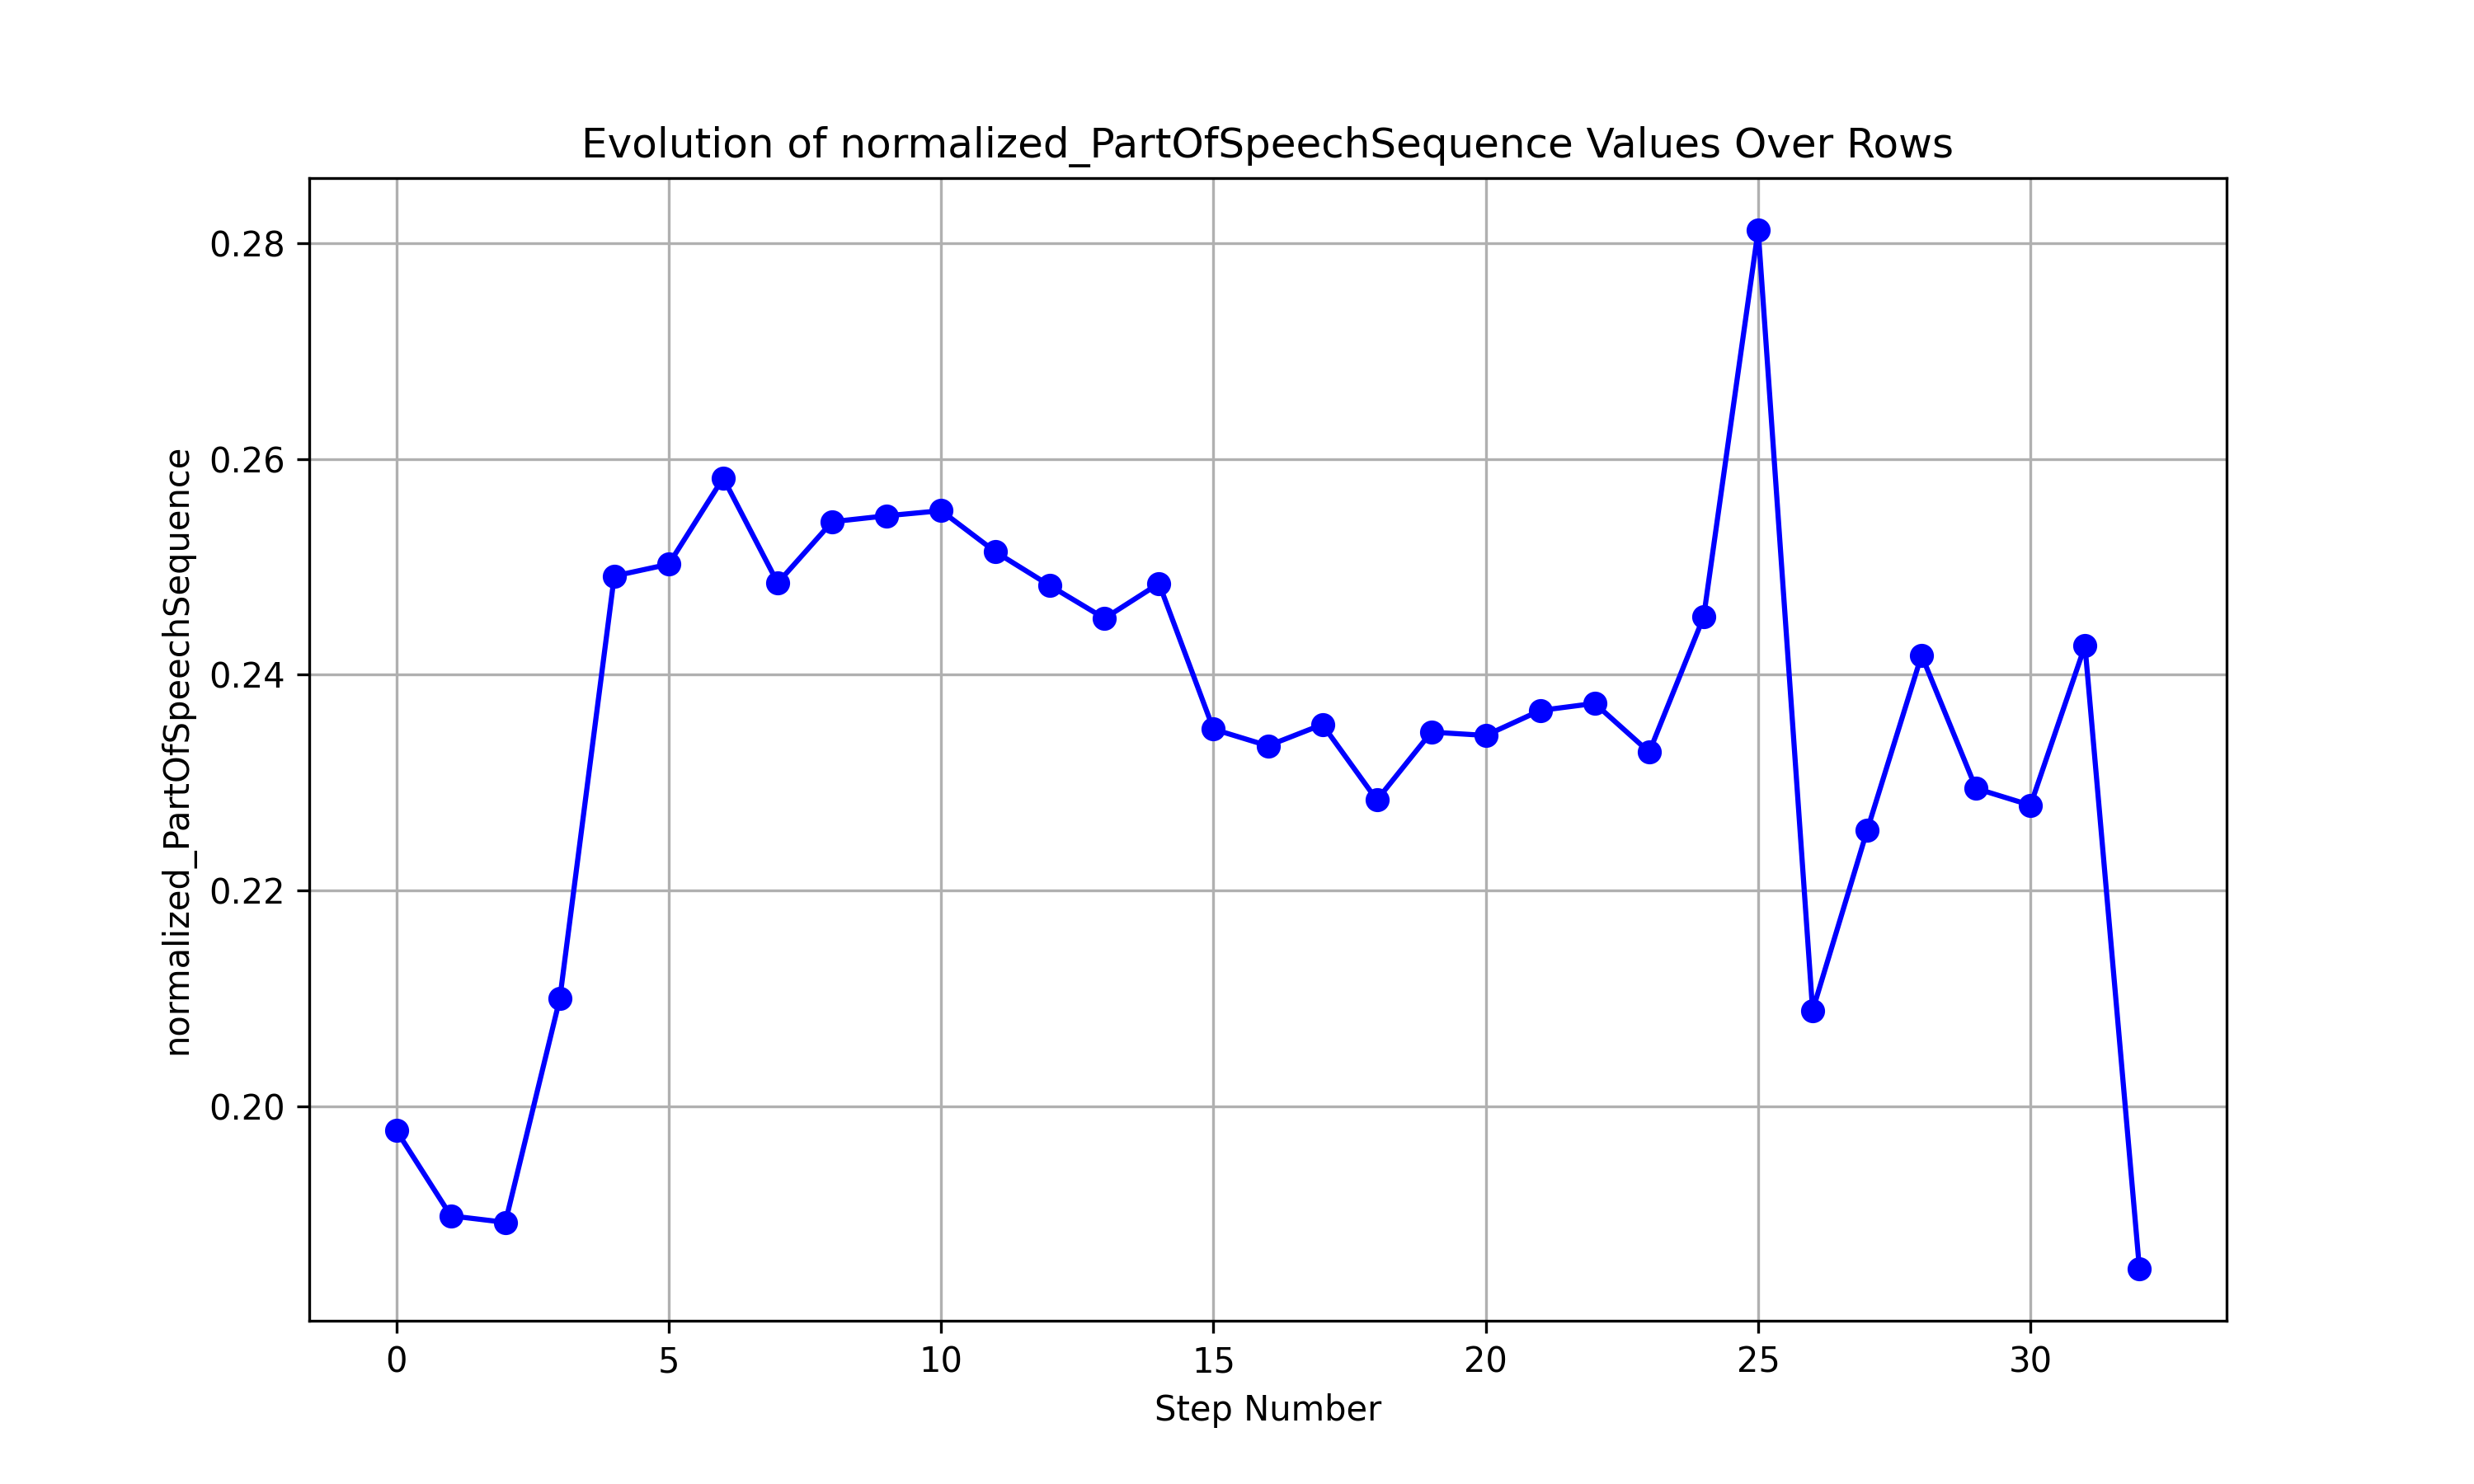 Evolution of normalized_PartOfSpeechSequence Values Over Rows
normalized_PartOfSpeechSequence
0.28
0.26
0.24
0.22
0.20
0 5 10 15 20 25 30
Step Number